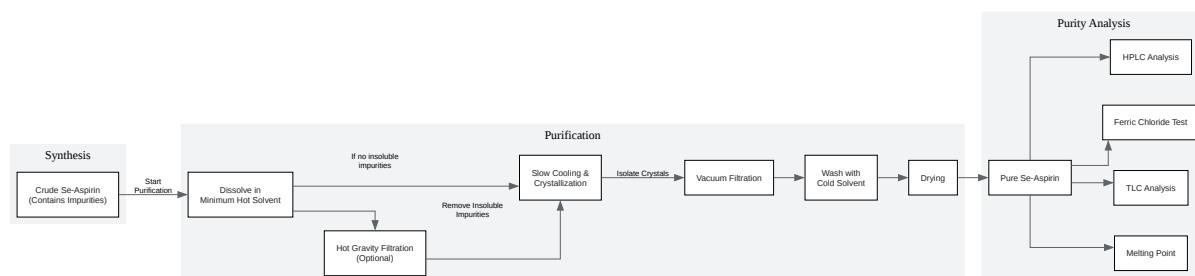 Synthesis
Crude Se-Aspirin
(Contains Impurities)
Start
Purification
Purification
Dissolve in
Minimum Hot Solvent
If no insoluble
impurities
Remove Insoluble
Impurities
Hot Gravity Filtration
(Optional)
Slow Cooling &
Crystallization
Isolate Crystals
Vacuum Filtration
Wash with
Cold Solvent
Drying
Purity Analysis
Pure Se-Aspirin
HPLC Analysis
Ferric Chloride Test
TLC Analysis
Melting Point